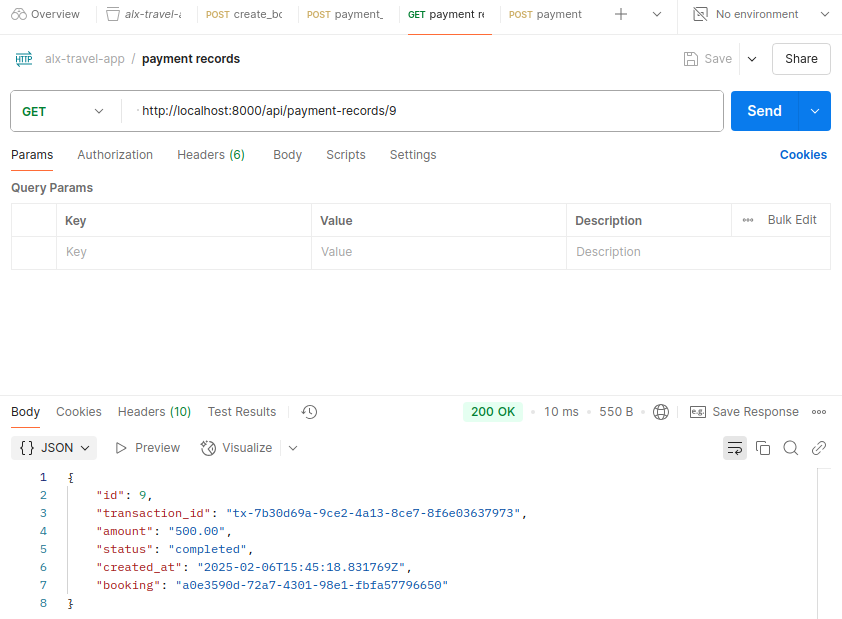 Overview alx-travel-a POST create_bo POST payment_ GET payment re POST payment No environment
HTTP alx-travel-app / payment records Save Share
GET http://localhost:8000/api/payment-records/9 Send
Params Authorization Headers (6) Body Scripts Settings Cookies
Query Params
Key Value Description Bulk Edit
Key Value Description
Body Cookies Headers (10) Test Results 200 OK 10 ms 550 B e.g. Save Response
{} JSON Preview Visualize
1 {
2 "id": 9,
3 "transaction_id": "tx-7b30d69a-9ce2-4a13-8ce7-8f6e03637973",
4 "amount": "500.00",
5 "status": "completed",
6 "created_at": "2025-02-06T15:45:18.831769Z",
7 "booking": "a0e3590d-72a7-4301-98e1-fbfa57796650"
8 }